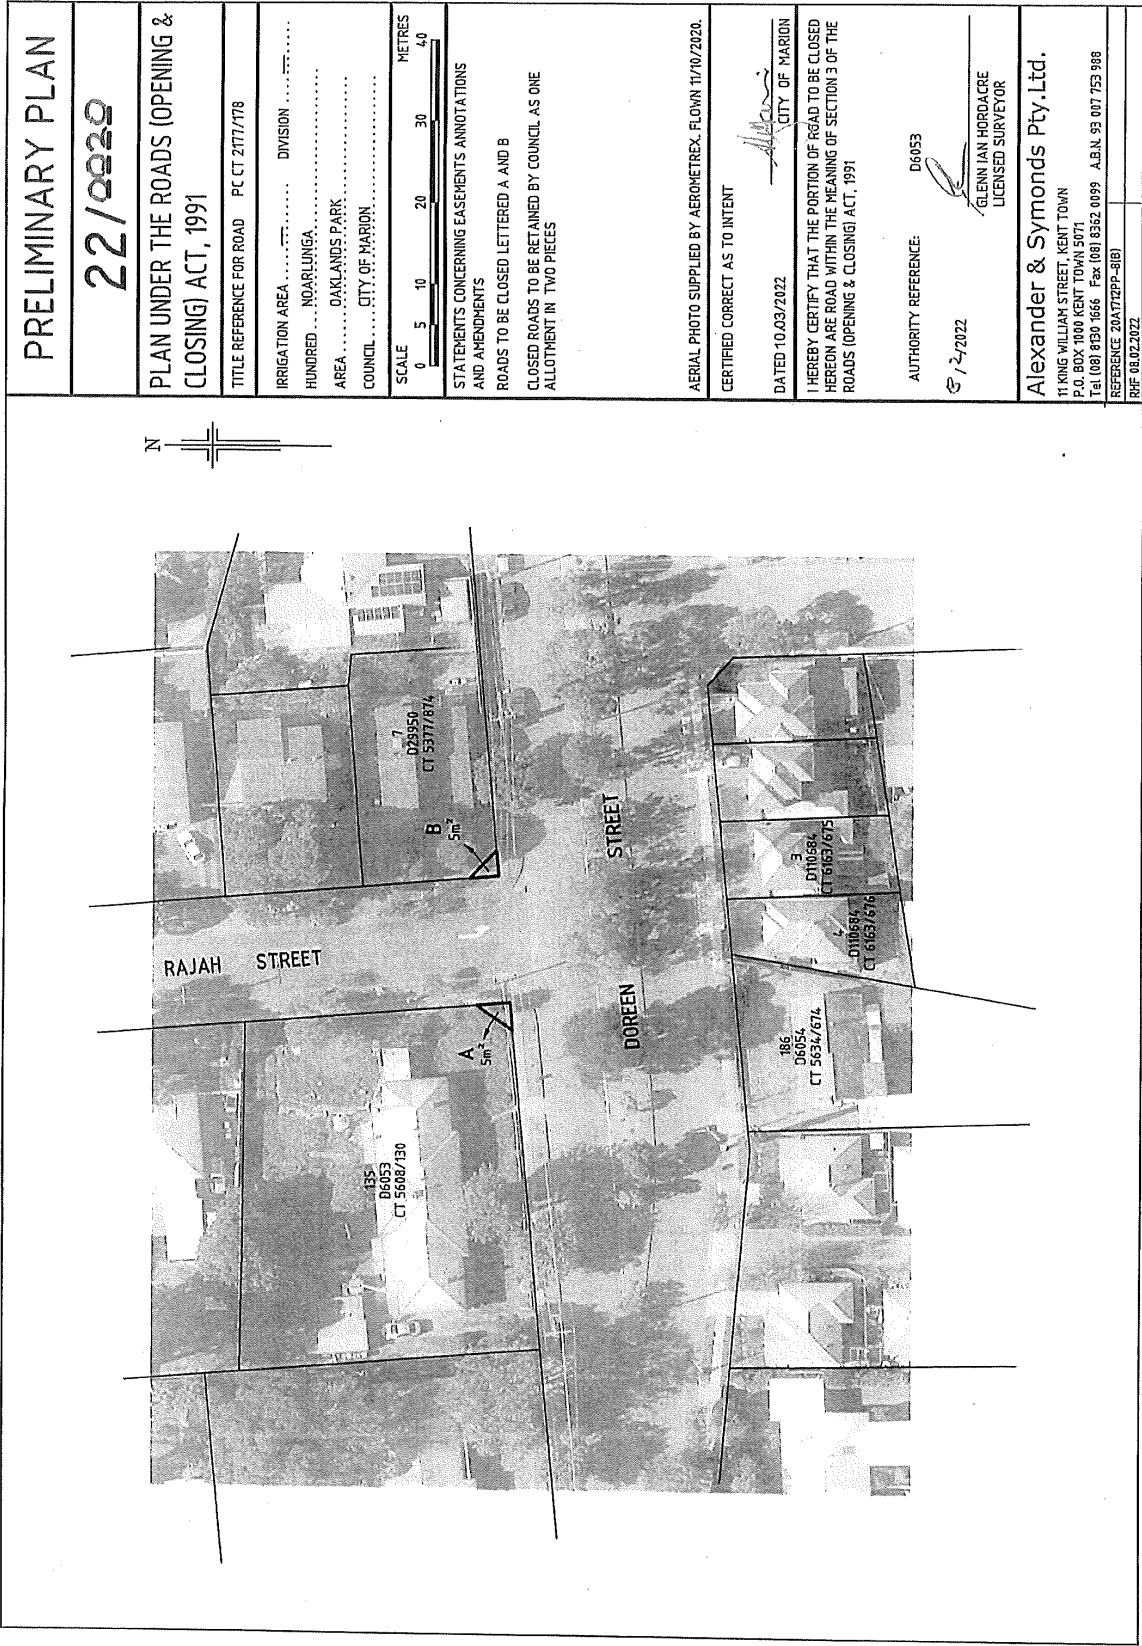 PRELIMINARY PLAN
22/0020
PLAN UNDER THE ROADS (OPENING &
CLOSING) ACT, 1991
TITLE REFERENCE FOR ROAD PC CT 2177/178
IRRIGATION AREA ...... — ...... DIVISION ...... — ......
HUNDRED ... NOARLUNGA
AREA ...... OAKLANDS PARK
COUNCIL ... CITY OF MARION
SCALE METRES
0 5 10 20 30 40
STATEMENTS CONCERNING EASEMENTS ANNOTATIONS
AND AMENDMENTS
ROADS TO BE CLOSED LETTERED A AND B
CLOSED ROADS TO BE RETAINED BY COUNCIL AS ONE
ALLOTMENT IN TWO PIECES
AERIAL PHOTO SUPPLIED BY AEROMETREX. FLOWN 11/10/2020.
CERTIFIED CORRECT AS TO INTENT
DATED 10.03/2022
CITY OF MARION
I HEREBY CERTIFY THAT THE PORTION OF ROAD TO BE CLOSED
HEREON ARE ROAD WITHIN THE MEANING OF SECTION 3 OF THE
ROADS (OPENING & CLOSING) ACT, 1991
AUTHORITY REFERENCE: D6053
8/2/2022
GLENN IAN HORDACRE
LICENSED SURVEYOR
Alexander & Symonds Pty. Ltd.
11 KING WILLIAM STREET, KENT TOWN
P.O. BOX 1000 KENT TOWN 5071
Tel (08) 8130 1666 Fax (08) 8362 0099 A.B.N. 93 007 753 988
REFERENCE 20A1712PP-8(B)
RHF 08.02.2022
N
RAJAH STREET
7
D29950
CT 5377/874
B
5m²
A
5m²
135
D6053
CT 5608/130
DOREEN STREET
3
D110684
CT 6163/675
4
D110684
CT 6163/676
186
D6054
CT 5634/674